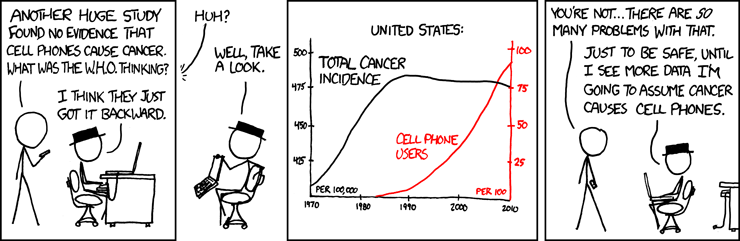 ANOTHER HUGE STUDY
FOUND NO EVIDENCE THAT
CELL PHONES CAUSE CANCER.
WHAT WAS THE W.H.O. THINKING?
I THINK THEY JUST
GOT IT BACKWARD.
HUH?
WELL, TAKE
A LOOK.
UNITED STATES:
500
475
450
425
TOTAL CANCER
INCIDENCE
100
75
50
25
CELL PHONE
USERS
PER 100,000
PER 100
1970
1980
1990
2000
2010
YOU'RE NOT... THERE ARE SO
MANY PROBLEMS WITH THAT.
JUST TO BE SAFE, UNTIL
I SEE MORE DATA I'M
GOING TO ASSUME CANCER
CAUSES CELL PHONES.